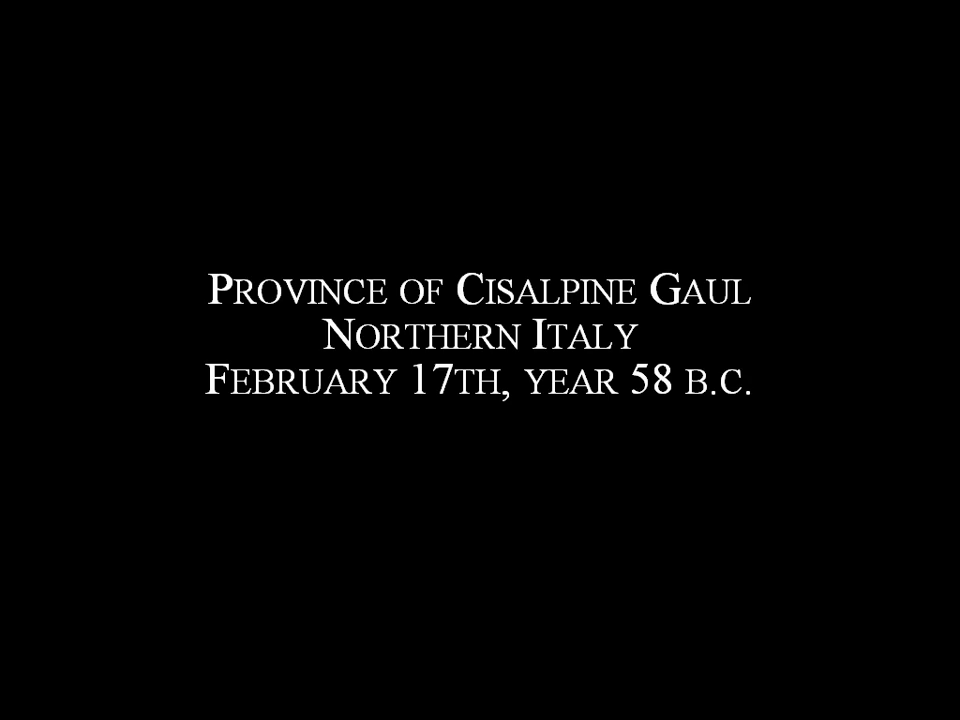 Province of Cisalpine Gaul
Northern Italy
February 17th, year 58 b.c.